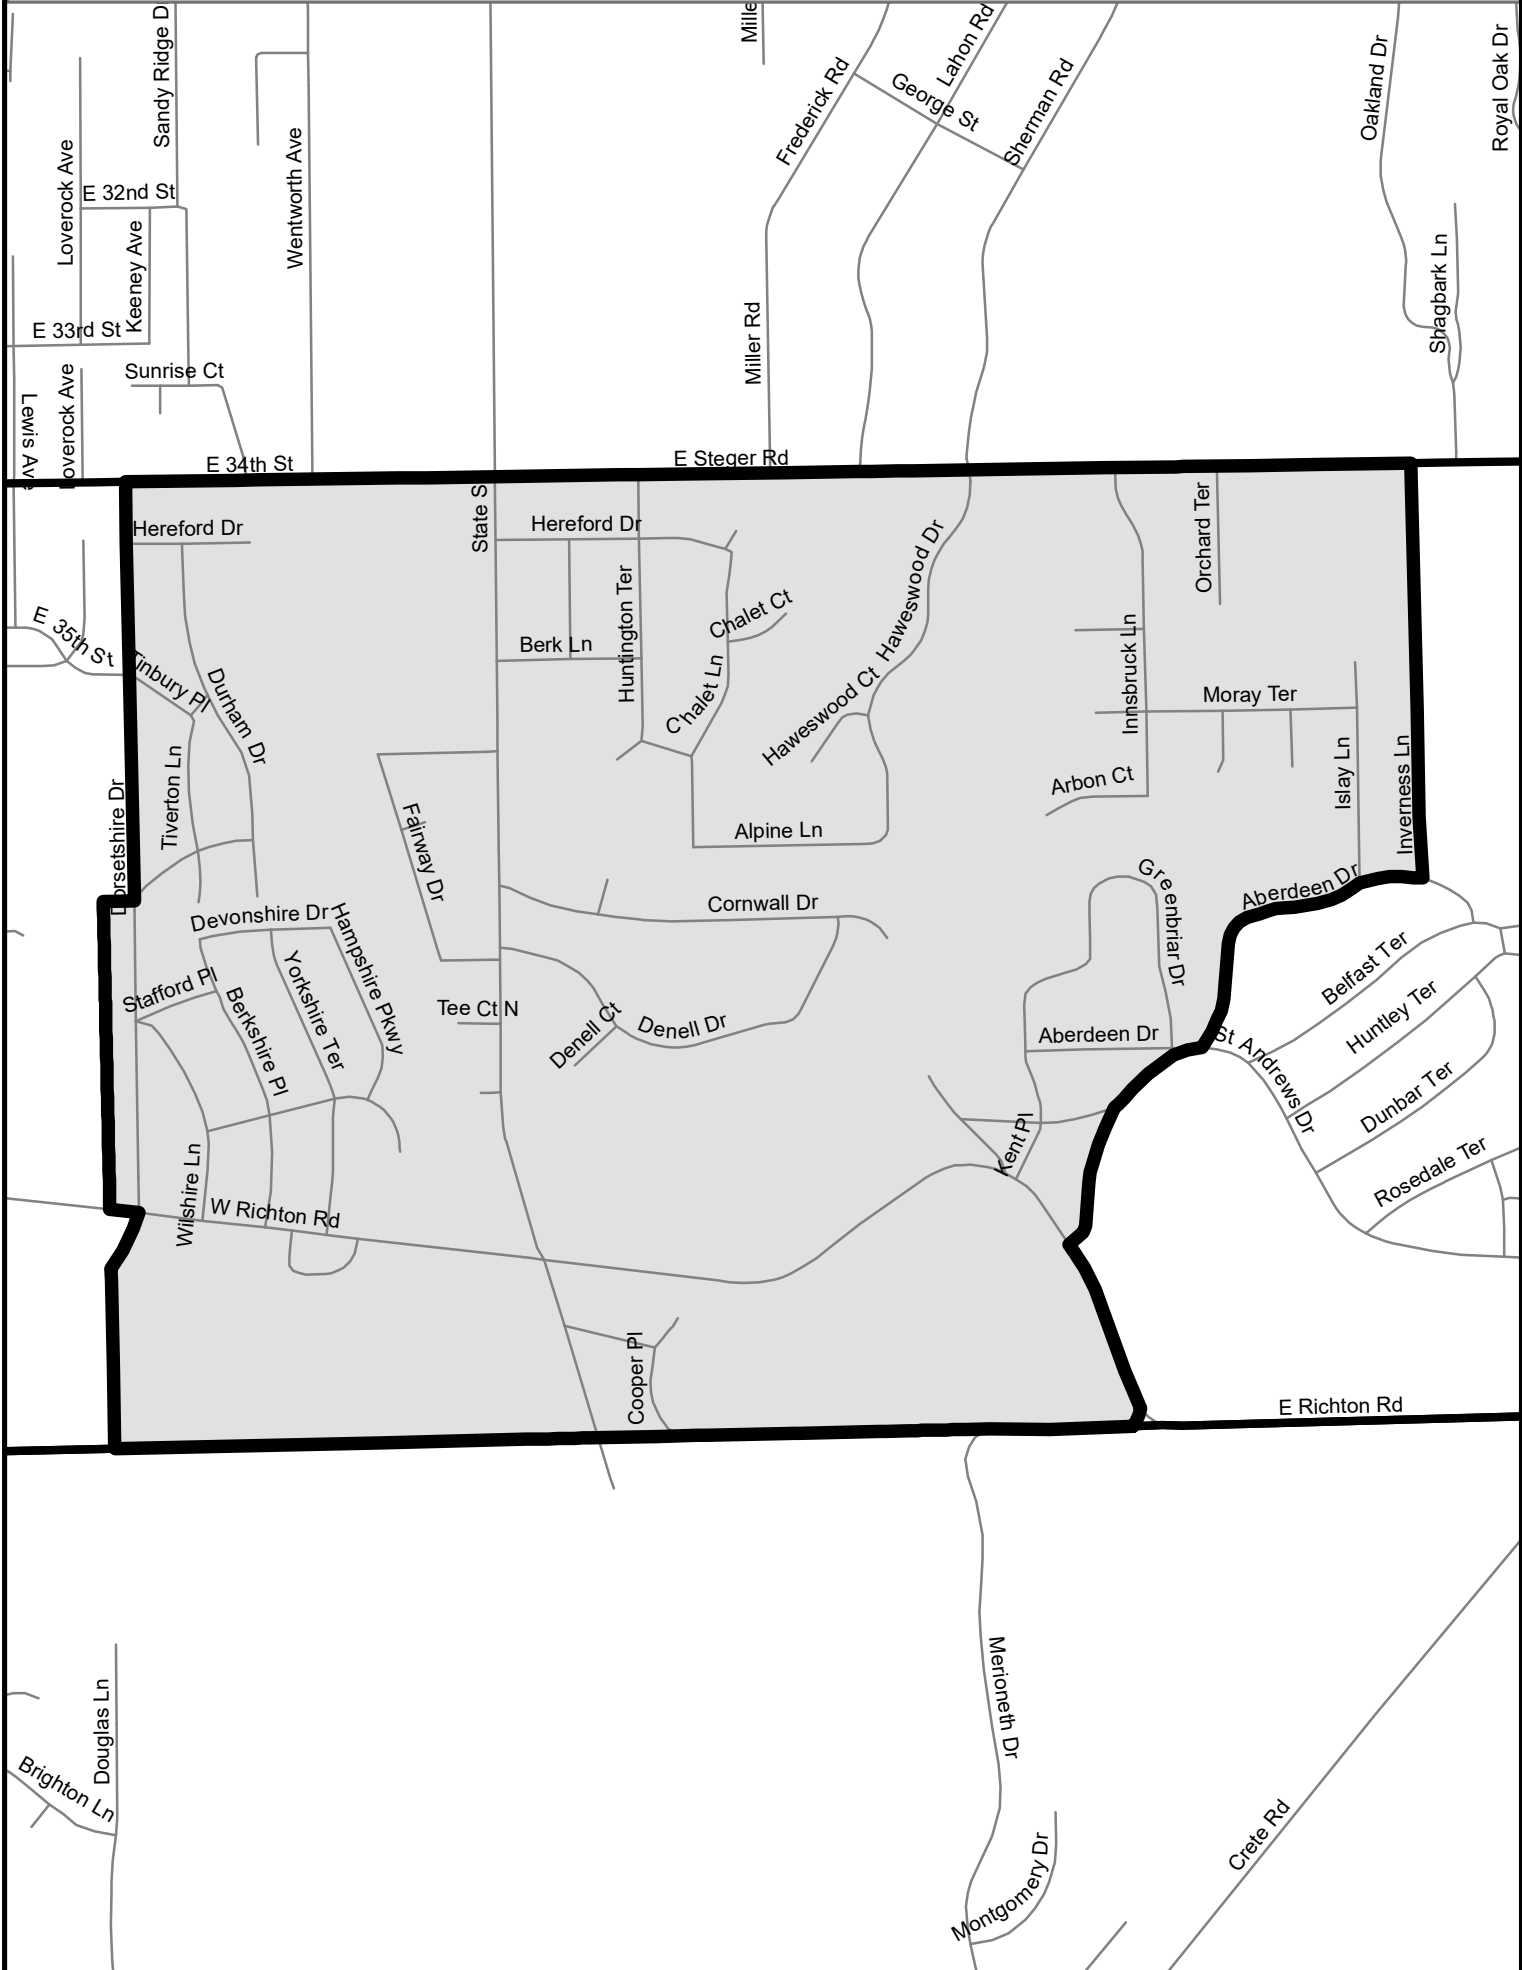 Sandy Ridge D
Mille
Lahon Rd
Frederick Rd
George St
Sherman Rd
Oakland Dr
Royal Oak Dr
Loverock Ave
Wentworth Ave
E 32nd St
Keeney Ave
Shagbark Ln
E 33rd St
Miller Rd
Sunrise Ct
Lewis Ave
Loverock Ave
E 34th St
E Steger Rd
State S
Hereford Dr
Hereford Dr
Orchard Ter
Haweswood Dr
Huntington Ter
Chalet Ct
E 35th St
Berk Ln
Innsbruck Ln
Tinbury Pl
Durham Dr
Chalet Ln
Haweswood Ct
Moray Ter
Tiverton Ln
Islay Ln
Inverness Ln
Arbon Ct
Dorsetshire Dr
Fairway Dr
Alpine Ln
Greenbriar Dr
Aberdeen Dr
Cornwall Dr
Devonshire Dr
Hampshire Pkwy
Belfast Ter
Stafford Pl
Yorkshire Ter
Berkshire Pl
Tee Ct N
Denell Ct
Denell Dr
Aberdeen Dr
Huntley Ter
St Andrews Dr
Dunbar Ter
Kent Pl
Wilshire Ln
Rosedale Ter
W Richton Rd
Cooper Pl
E Richton Rd
Merioneth Dr
Douglas Ln
Brighton Ln
Crete Rd
Montgomery Dr